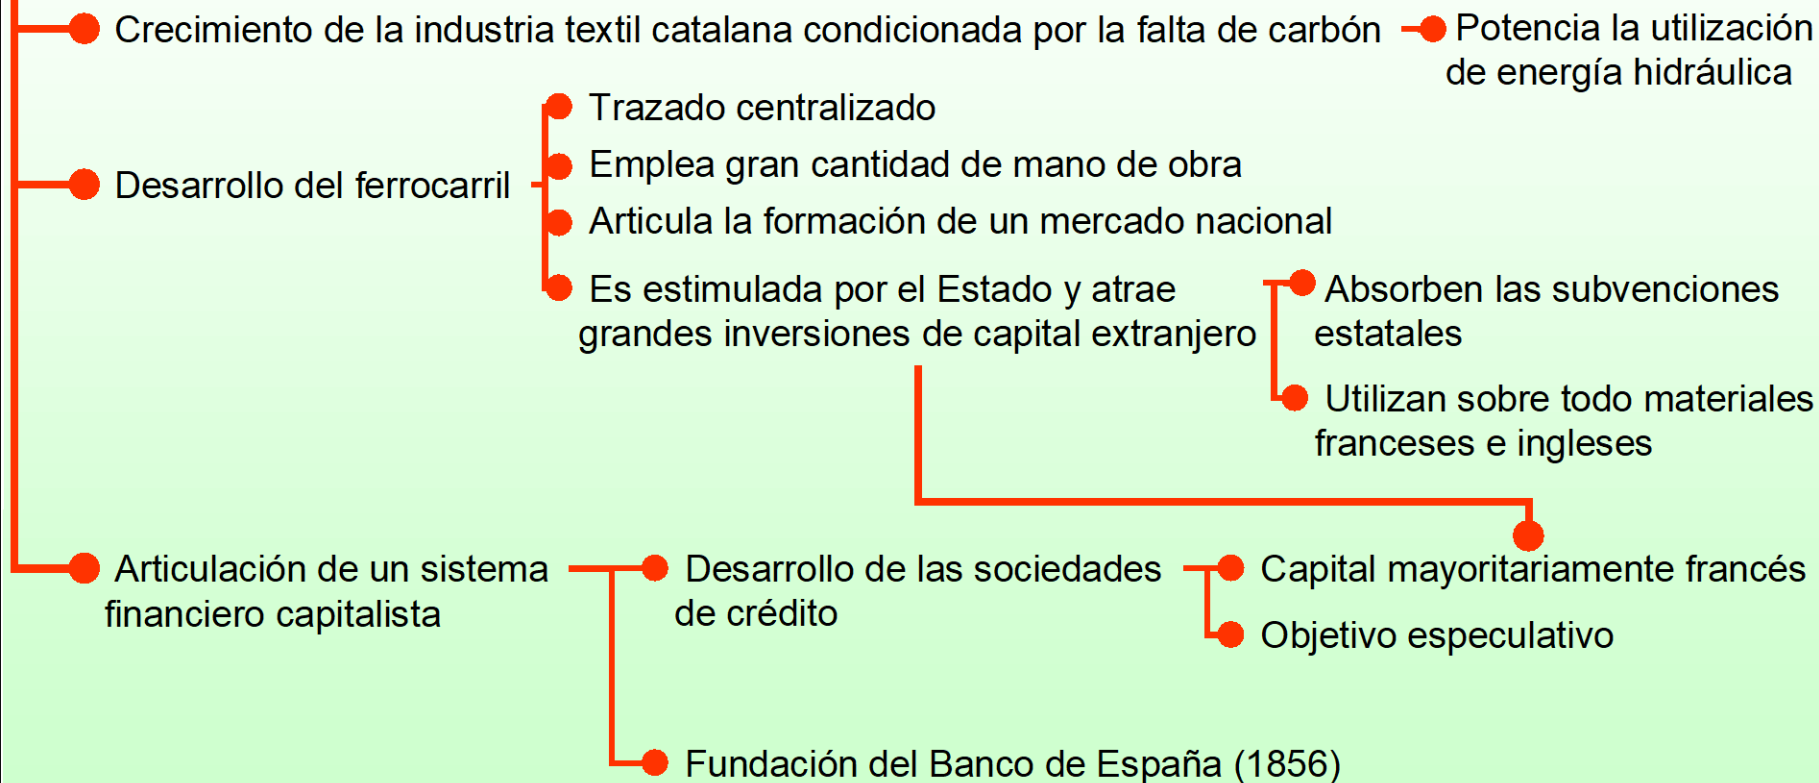 Crecimiento de la industria textil catalana condicionada por la falta de carbón
Potencia la utilización
de energía hidráulica
Desarrollo del ferrocarril
Trazado centralizado
Emplea gran cantidad de mano de obra
Articula la formación de un mercado nacional
Es estimulada por el Estado y atrae
grandes inversiones de capital extranjero
Absorben las subvenciones
estatales
Utilizan sobre todo materiales
franceses e ingleses
Articulación de un sistema
financiero capitalista
Desarrollo de las sociedades
de crédito
Capital mayoritariamente francés
Objetivo especulativo
Fundación del Banco de España (1856)